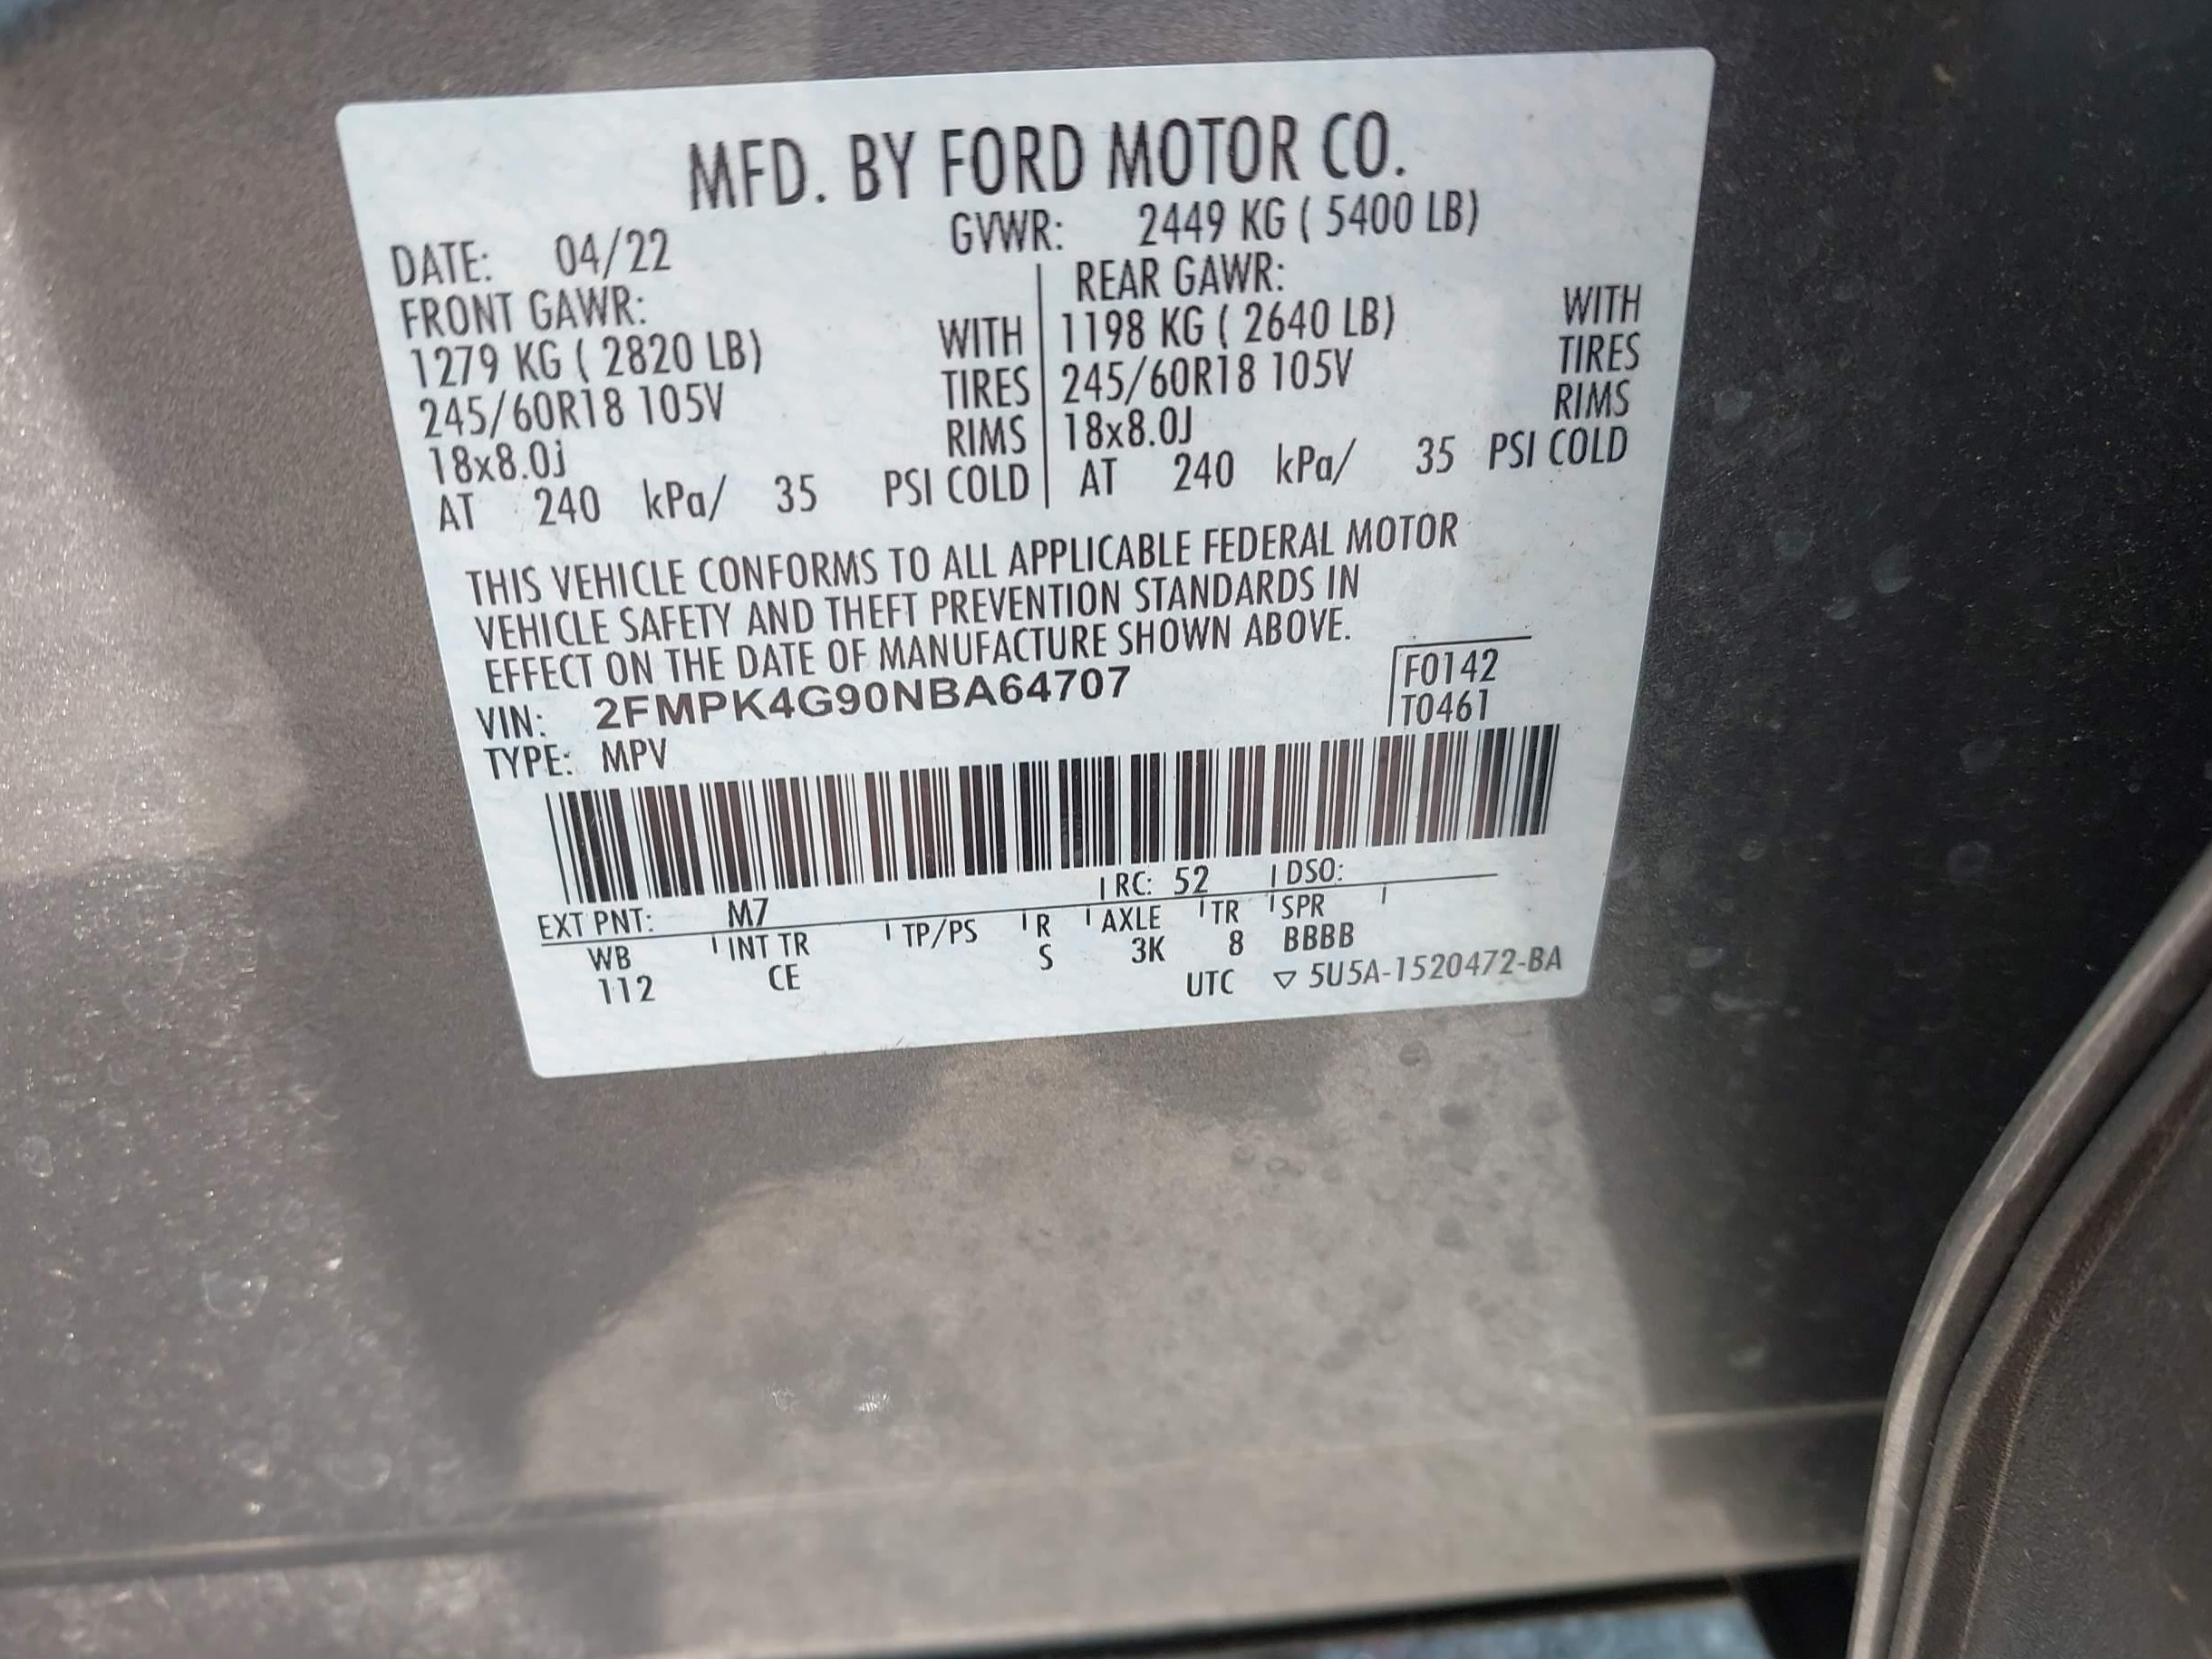 MFD. BY FORD MOTOR CO.
DATE: 04/22 GVWR: 2449 KG ( 5400 LB)
FRONT GAWR: REAR GAWR:
1279 KG ( 2820 LB) WITH 1198 KG ( 2640 LB) WITH
245/60R18 105V TIRES 245/60R18 105V TIRES
18x8.0j RIMS 18x8.0J RIMS
AT 240 kPa/ 35 PSI COLD AT 240 kPa/ 35 PSI COLD
THIS VEHICLE CONFORMS TO ALL APPLICABLE FEDERAL MOTOR
VEHICLE SAFETY AND THEFT PREVENTION STANDARDS IN
EFFECT ON THE DATE OF MANUFACTURE SHOWN ABOVE.
VIN: 2FMPK4G90NBA64707 F0142
TYPE: MPV T0461
EXT PNT: M7 RC: 52 DSO:
WB INT TR TP/PS R AXLE TR SPR
112 CE S 3K 8 BBBB
UTC ▽ 5U5A-1520472-BA